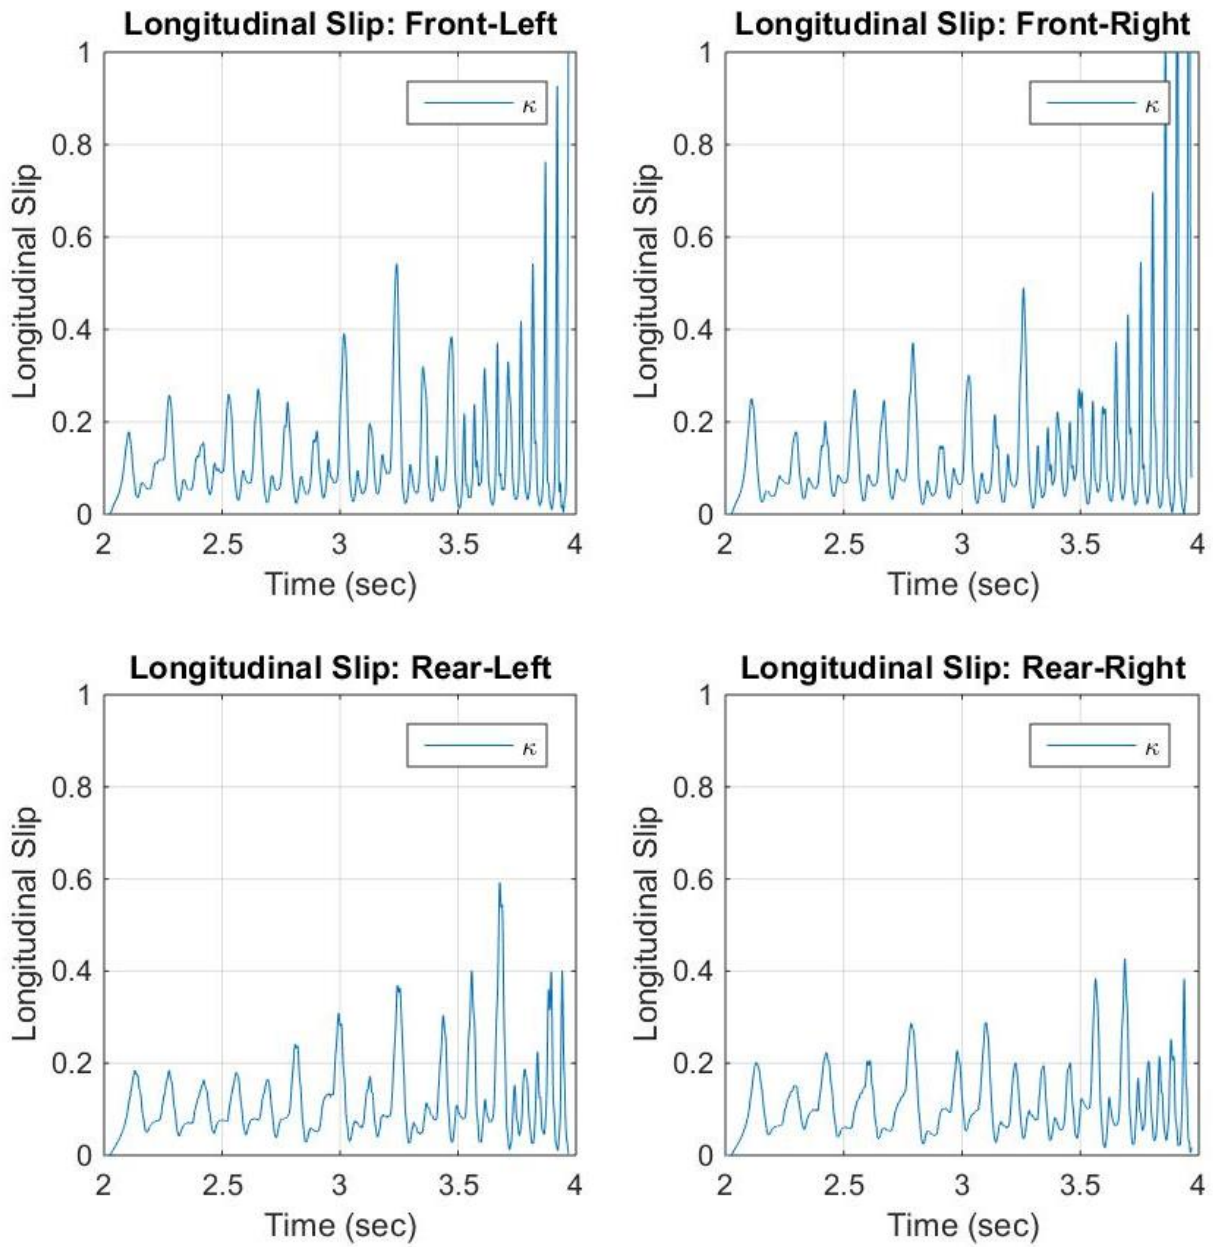 Longitudinal Slip: Front-Left
1
0.8
0.6
0.4
0.2
0
Longitudinal Slip
κ
2
2.5
3
3.5
4
Time (sec)
Longitudinal Slip: Front-Right
1
0.8
0.6
0.4
0.2
0
Longitudinal Slip
κ
2
2.5
3
3.5
4
Time (sec)
Longitudinal Slip: Rear-Left
1
0.8
0.6
0.4
0.2
0
Longitudinal Slip
κ
2
2.5
3
3.5
4
Time (sec)
Longitudinal Slip: Rear-Right
1
0.8
0.6
0.4
0.2
0
Longitudinal Slip
κ
2
2.5
3
3.5
4
Time (sec)